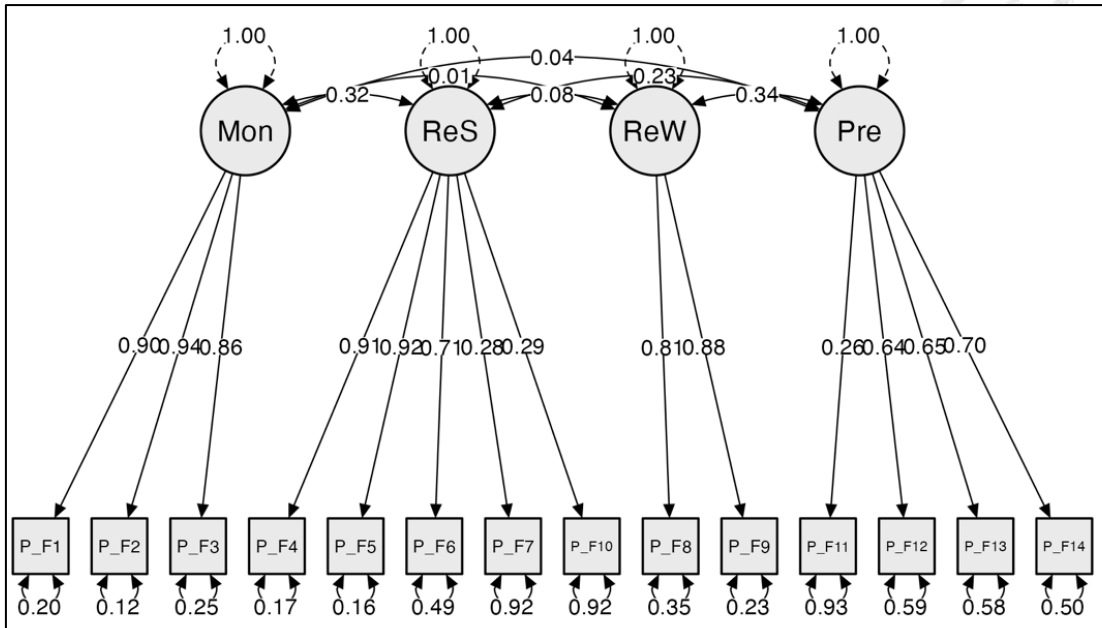 1.00 1.00 1.00 1.00
0.04
0.01 0.23
0.32 0.08 0.34
Mon ReS ReW Pre
0.90 0.94 0.86 0.91 0.92 0.71 0.28 0.29 0.81 0.88 0.26 0.64 0.65 0.70
P_F1 P_F2 P_F3 P_F4 P_F5 P_F6 P_F7 P_F10 P_F8 P_F9 P_F11 P_F12 P_F13 P_F14
0.20 0.12 0.25 0.17 0.16 0.49 0.92 0.92 0.35 0.23 0.93 0.59 0.58 0.50